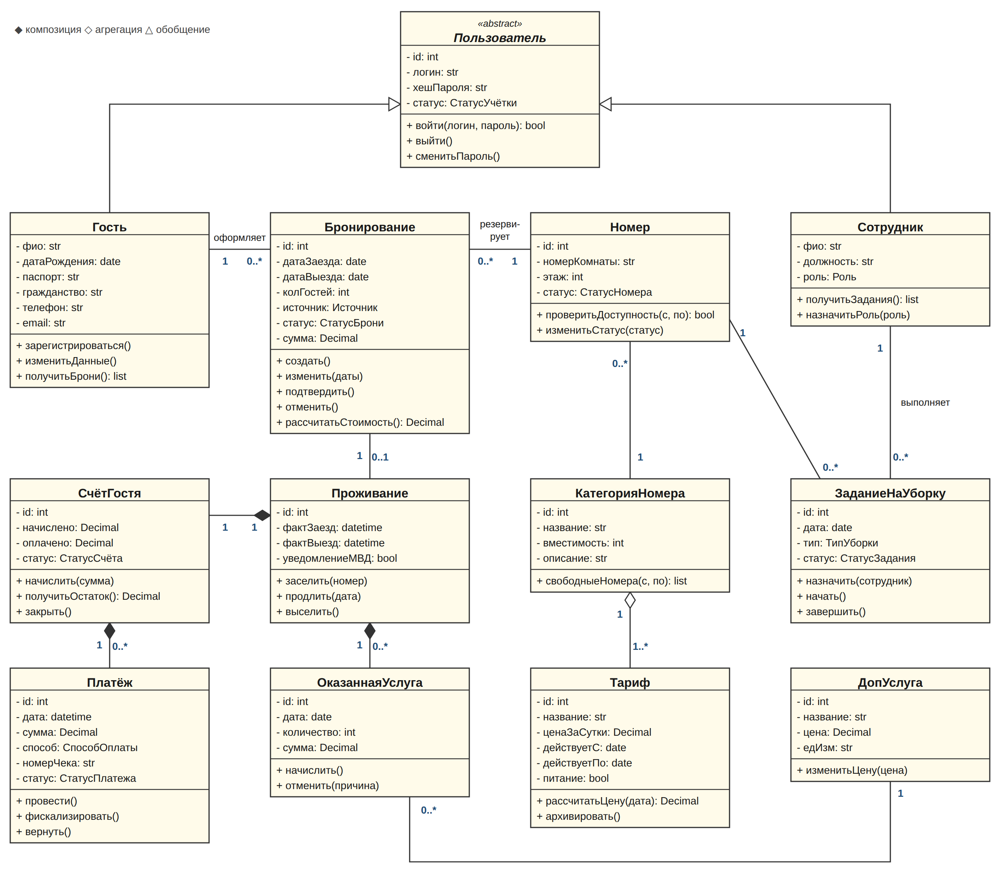 ◆ композиция ◇ агрегация △ обобщение
«abstract»
Пользователь
- id: int
- логин: str
- хешПароля: str
- статус: СтатусУчётки
+ войти(логин, пароль): bool
+ выйти()
+ сменитьПароль()
Гость
- фио: str
- датаРождения: date
- паспорт: str
- гражданство: str
- телефон: str
- email: str
+ зарегистрироваться()
+ изменитьДанные()
+ получитьБрони(): list
оформляет
1 0..*
Бронирование
- id: int
- датаЗаезда: date
- датаВыезда: date
- колГостей: int
- источник: Источник
- статус: СтатусБрони
- сумма: Decimal
+ создать()
+ изменить(даты)
+ подтвердить()
+ отменить()
+ рассчитатьСтоимость(): Decimal
резерви-
рует
0..* 1
Номер
- id: int
- номерКомнаты: str
- этаж: int
- статус: СтатусНомера
+ проверитьДоступность(с, по): bool
+ изменитьСтатус(статус)
Сотрудник
- фио: str
- должность: str
- роль: Роль
+ получитьЗадания(): list
+ назначитьРоль(роль)
1
1
0..*
выполняет
1 0..1
1
0..*
0..*
СчётГостя
- id: int
- начислено: Decimal
- оплачено: Decimal
- статус: СтатусСчёта
+ начислить(сумма)
+ получитьОстаток(): Decimal
+ закрыть()
1 1
Проживание
- id: int
- фактЗаезд: datetime
- фактВыезд: datetime
- уведомлениеМВД: bool
+ заселить(номер)
+ продлить(дата)
+ выселить()
КатегорияНомера
- id: int
- название: str
- вместимость: int
- описание: str
+ свободныеНомера(с, по): list
ЗаданиеНаУборку
- id: int
- дата: date
- тип: ТипУборки
- статус: СтатусЗадания
+ назначить(сотрудник)
+ начать()
+ завершить()
1 0..*
1 0..*
1
1..*
Платёж
- id: int
- дата: datetime
- сумма: Decimal
- способ: СпособОплаты
- номерЧека: str
- статус: СтатусПлатежа
+ провести()
+ фискализировать()
+ вернуть()
ОказаннаяУслуга
- id: int
- дата: date
- количество: int
- сумма: Decimal
+ начислить()
+ отменить(причина)
Тариф
- id: int
- название: str
- ценаЗаСутки: Decimal
- действуетС: date
- действуетПо: date
- питание: bool
+ рассчитатьЦену(дата): Decimal
+ архивировать()
ДопУслуга
- id: int
- название: str
- цена: Decimal
- едИзм: str
+ изменитьЦену(цена)
1
0..*